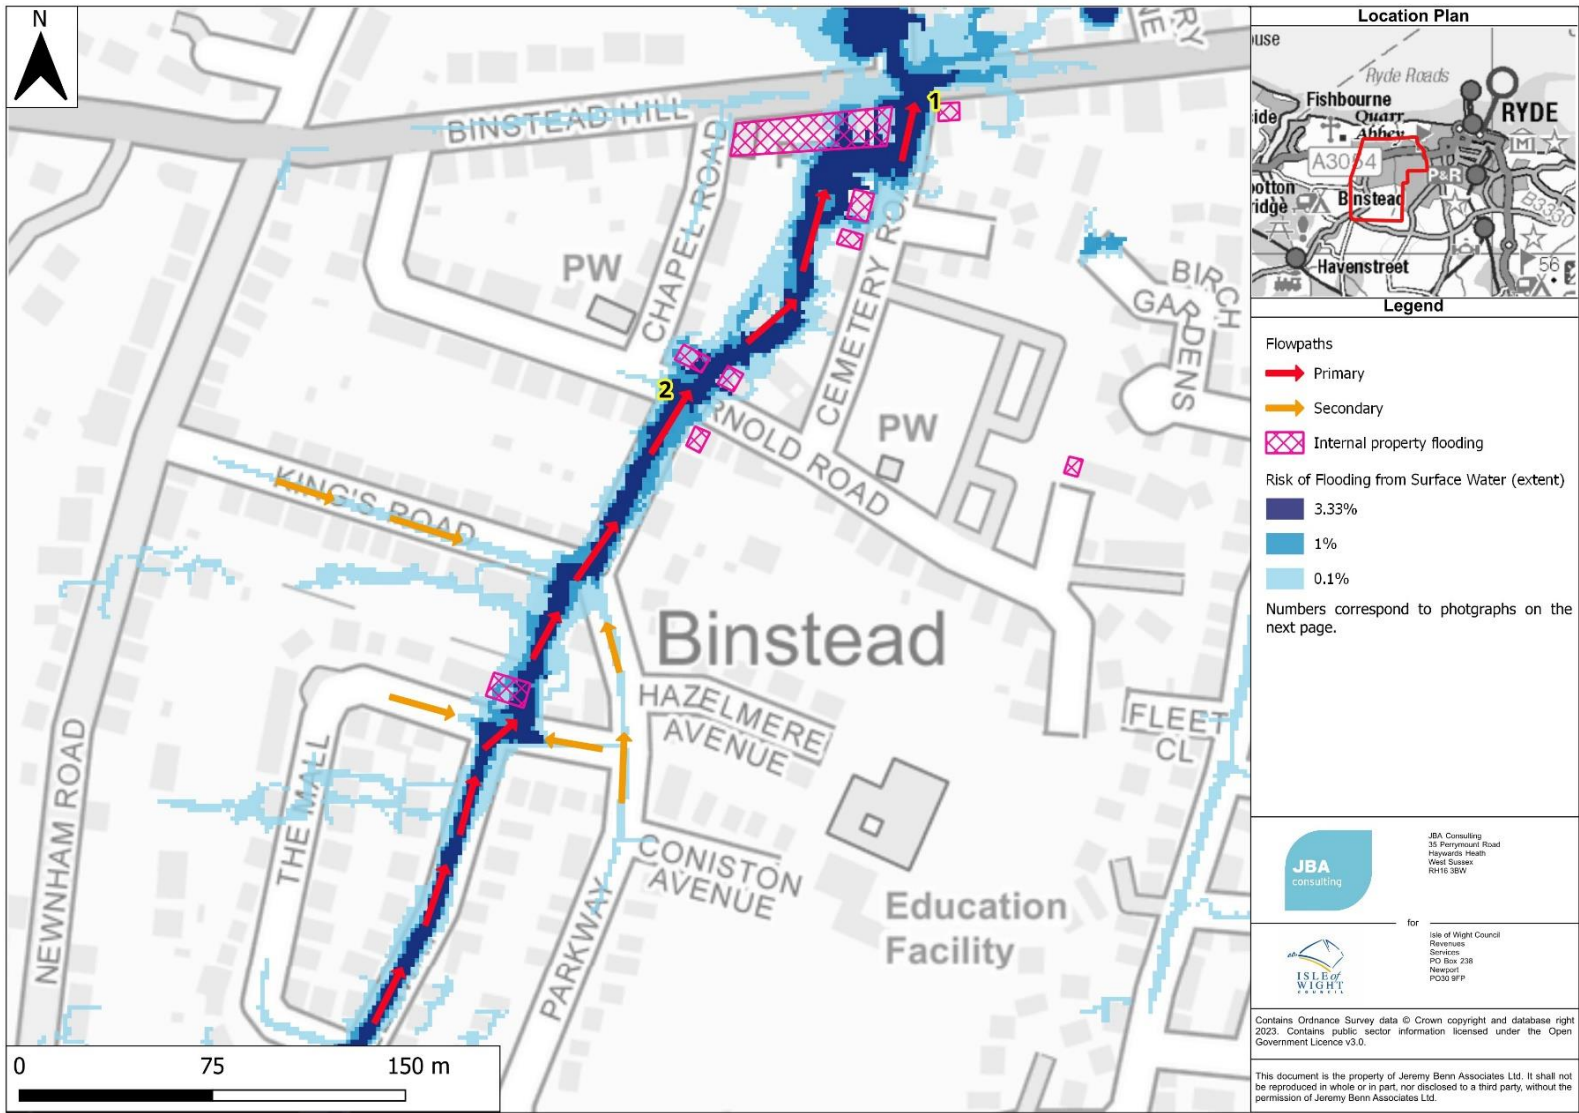 N
BINSTEAD HILL
1
CHAPEL ROAD
PW
CEMETERY RO
BIRCH
GARDENS
2
RNOLD ROAD
PW
KING'S ROAD
Binstead
HAZELMERE
AVENUE
FLEET
CL
NEWNHAM ROAD
THE MALL
CONISTON
AVENUE
PARKWAY
Education
Facility
0 75 150 m
Location Plan
Ryde Roads
Fishbourne
Quarr
Abbey
RYDE
A3054
P&R
Binstead
B3330
Havenstreet
56
Legend
Flowpaths
Primary
Secondary
Internal property flooding
Risk of Flooding from Surface Water (extent)
3.33%
1%
0.1%
Numbers correspond to photgraphs on the
next page.
JBA
consulting
JBA Consulting
35 Perrymount Road
Haywards Heath
West Sussex
RH16 3BW
for
ISLE of
WIGHT
COUNCIL
Isle of Wight Council
Revenues
Services
PO Box 238
Newport
PO30 9FP
Contains Ordnance Survey data © Crown copyright and database right
2023. Contains public sector information licensed under the Open
Government Licence v3.0.
This document is the property of Jeremy Benn Associates Ltd. It shall not
be reproduced in whole or in part, nor disclosed to a third party, without the
permission of Jeremy Benn Associates Ltd.